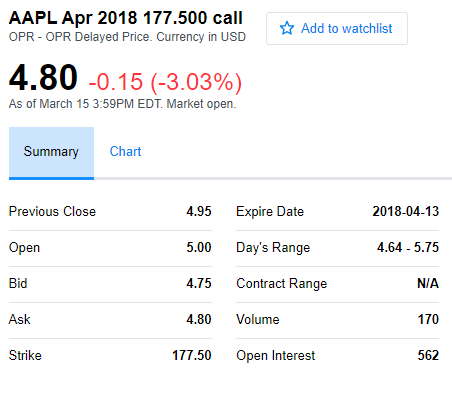 AAPL Apr 2018 177.500 call
OPR - OPR Delayed Price. Currency in USD
Add to watchlist
4.80 -0.15 (-3.03%)
As of March 15 3:59PM EDT. Market open.
Summary Chart
Previous Close 4.95 Expire Date 2018-04-13
Open 5.00 Day's Range 4.64 - 5.75
Bid 4.75 Contract Range N/A
Ask 4.80 Volume 170
Strike 177.50 Open Interest 562